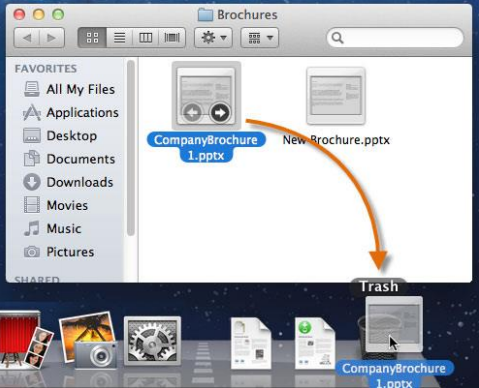 Brochures
FAVORITES
All My Files
Applications
Desktop
Documents
Downloads
Movies
Music
Pictures
SHARED
CompanyBrochure
1.pptx
New Brochure.pptx
Trash
CompanyBrochure
1.pptx